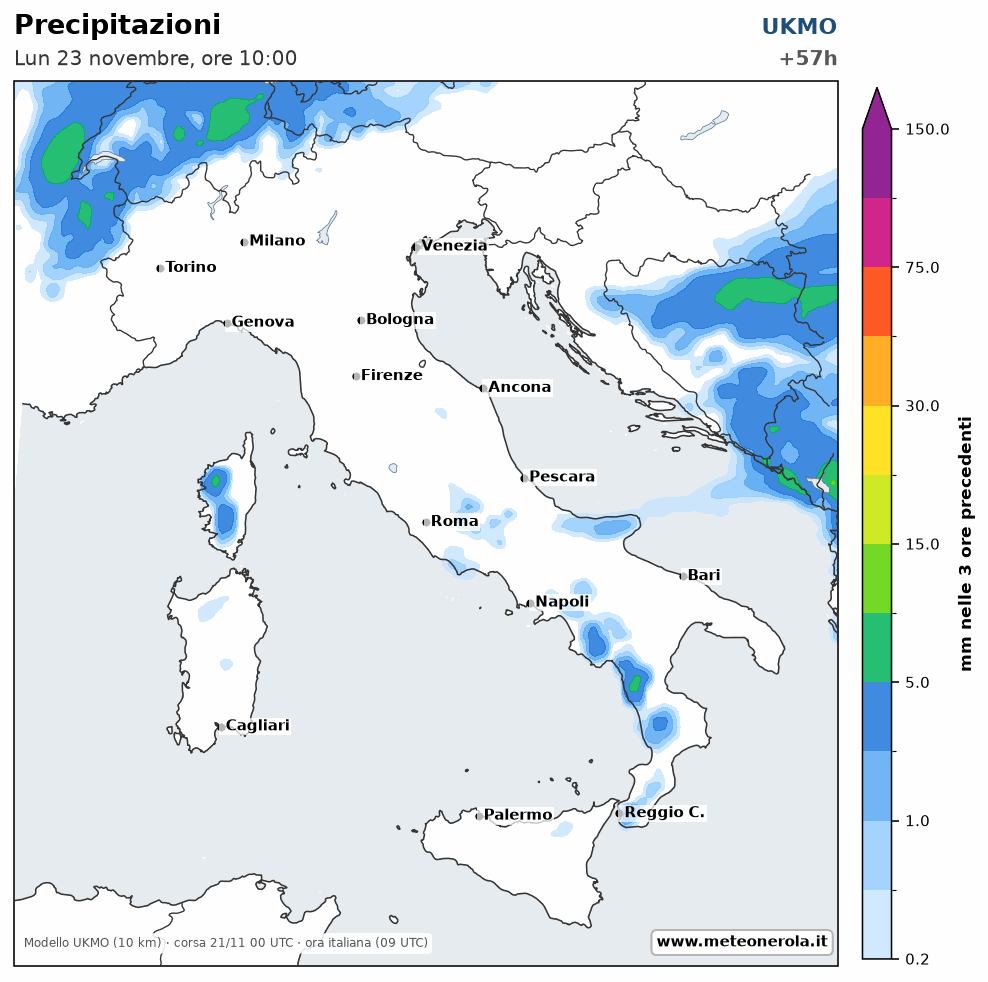 Precipitazioni
UKMO
Lun 23 novembre, ore 10:00
+57h
150.0
75.0
30.0
15.0
5.0
1.0
0.2
mm nelle 3 ore precedenti
Milano
Venezia
Torino
Genova
Bologna
Firenze
Ancona
Pescara
Roma
Bari
Napoli
Cagliari
Palermo
Reggio C.
Modello UKMO (10 km) · corsa 21/11 00 UTC · ora italiana (09 UTC)
www.meteonerola.it